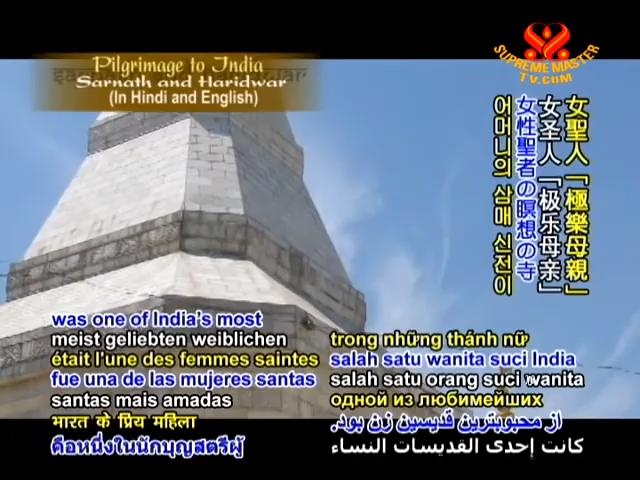 Pilgrimage to India
Sarnath and Haridwar
(In Hindi and English)
SUPREME MASTER
TV.COM
女聖人「極樂母親」
女圣人「极乐母亲」
女性聖者の瞑想の寺
어머니의 삼매 신전이
was one of India's most
meist geliebten weiblichen
était l'une des femmes saintes
fue una de las mujeres santas
santas mais amadas
भारत के प्रिय महिला
คือหนึ่งในนักบุญสตรีผู้
trong những thánh nữ
salah satu wanita suci India
salah satu orang suci wanita
одной из любимейших
از محبوبترین قدیسین زن بود.
كانت إحدى القديسات النساء